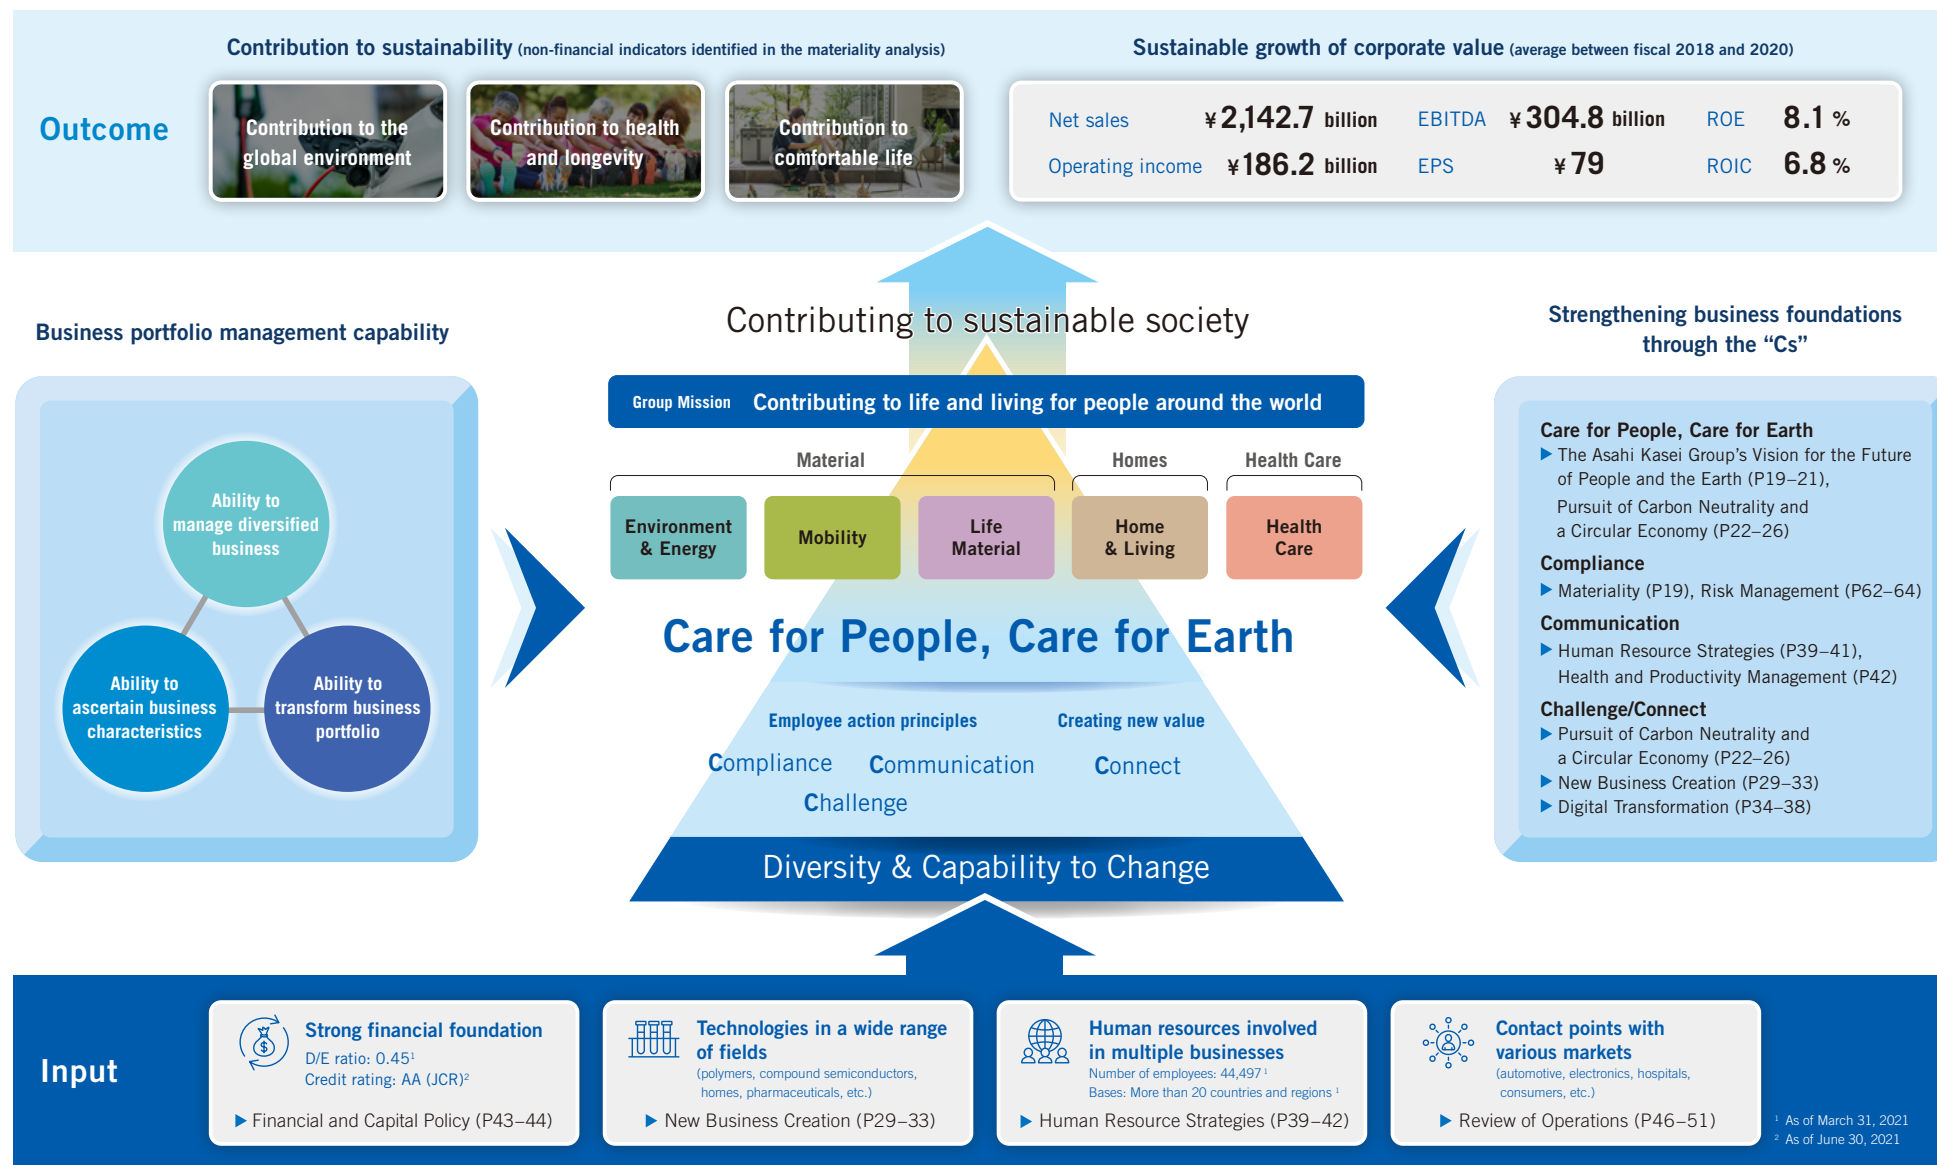 Contribution to sustainability (non-financial indicators identified in the materiality analysis)
Sustainable growth of corporate value (average between fiscal 2018 and 2020)
Outcome
Contribution to the
global environment
Contribution to health
and longevity
Contribution to
comfortable life
Net sales ¥2,142.7 billion EBITDA ¥304.8 billion ROE 8.1 %
Operating income ¥186.2 billion EPS ¥79 ROIC 6.8 %
Business portfolio management capability
Ability to
manage diversified
business
Ability to
ascertain business
characteristics
Ability to
transform business
portfolio
Contributing to sustainable society
Group Mission Contributing to life and living for people around the world
Material Homes Health Care
Environment
& Energy
Mobility
Life
Material
Home
& Living
Health
Care
Care for People, Care for Earth
Employee action principles Creating new value
Compliance Communication Connect
Challenge
Diversity & Capability to Change
Strengthening business foundations
through the “Cs”
Care for People, Care for Earth
▶ The Asahi Kasei Group’s Vision for the Future
of People and the Earth (P19–21),
Pursuit of Carbon Neutrality and
a Circular Economy (P22–26)
Compliance
▶ Materiality (P19), Risk Management (P62–64)
Communication
▶ Human Resource Strategies (P39–41),
Health and Productivity Management (P42)
Challenge/Connect
▶ Pursuit of Carbon Neutrality and
a Circular Economy (P22–26)
▶ New Business Creation (P29–33)
▶ Digital Transformation (P34–38)
Input
Strong financial foundation
D/E ratio: 0.45¹
Credit rating: AA (JCR)²
▶ Financial and Capital Policy (P43–44)
Technologies in a wide range
of fields
(polymers, compound semiconductors,
homes, pharmaceuticals, etc.)
▶ New Business Creation (P29–33)
Human resources involved
in multiple businesses
Number of employees: 44,497 ¹
Bases: More than 20 countries and regions ¹
▶ Human Resource Strategies (P39–42)
Contact points with
various markets
(automotive, electronics, hospitals,
consumers, etc.)
▶ Review of Operations (P46–51)
¹ As of March 31, 2021
² As of June 30, 2021